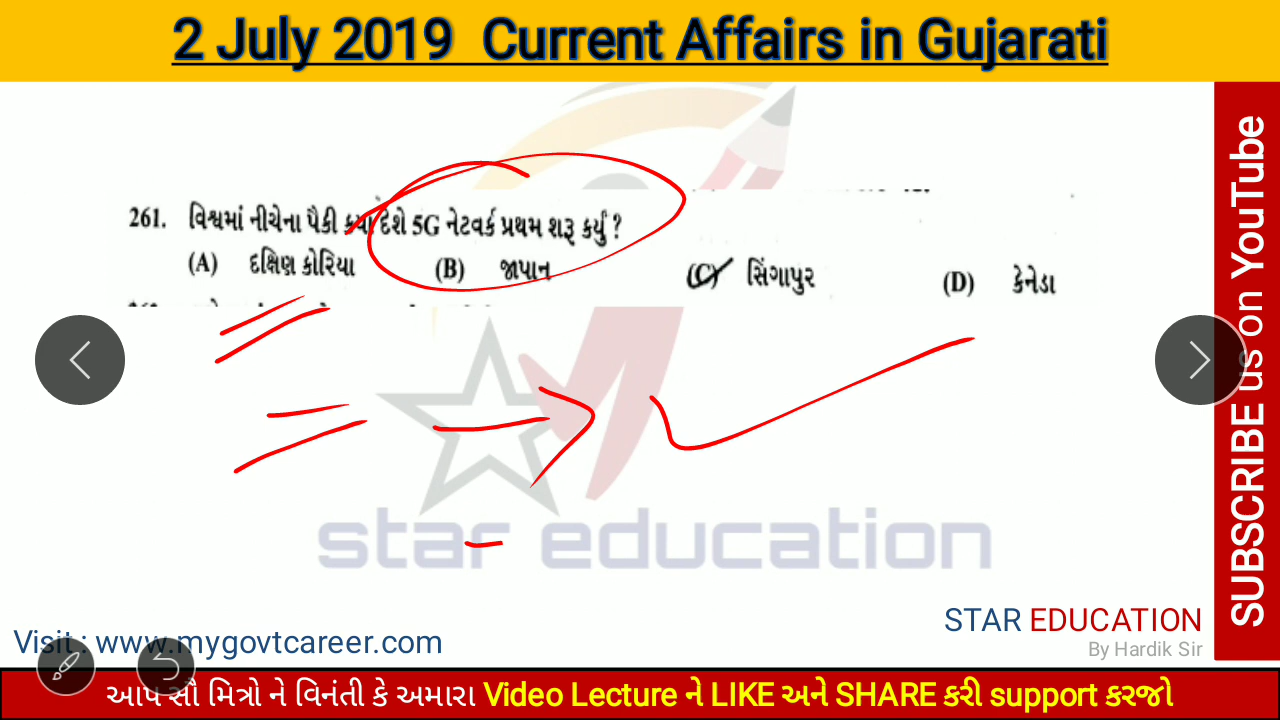 2 July 2019 Current Affairs in Gujarati
261. વિશ્વમાં નીચેના પૈકી કયાં દેશે 5G નેટવર્ક પ્રથમ શરૂ કર્યું ?
(A) દક્ષિણ કોરિયા (B) જાપાન (C) સિંગાપુર (D) કેનેડા
star education
STAR EDUCATION
By Hardik Sir
Visit : www.mygovtcareer.com
આપ સૌ મિત્રો ને વિનંતી કે અમારા Video Lecture ને LIKE અને SHARE કરી support કરજો
SUBSCRIBE us on YouTube